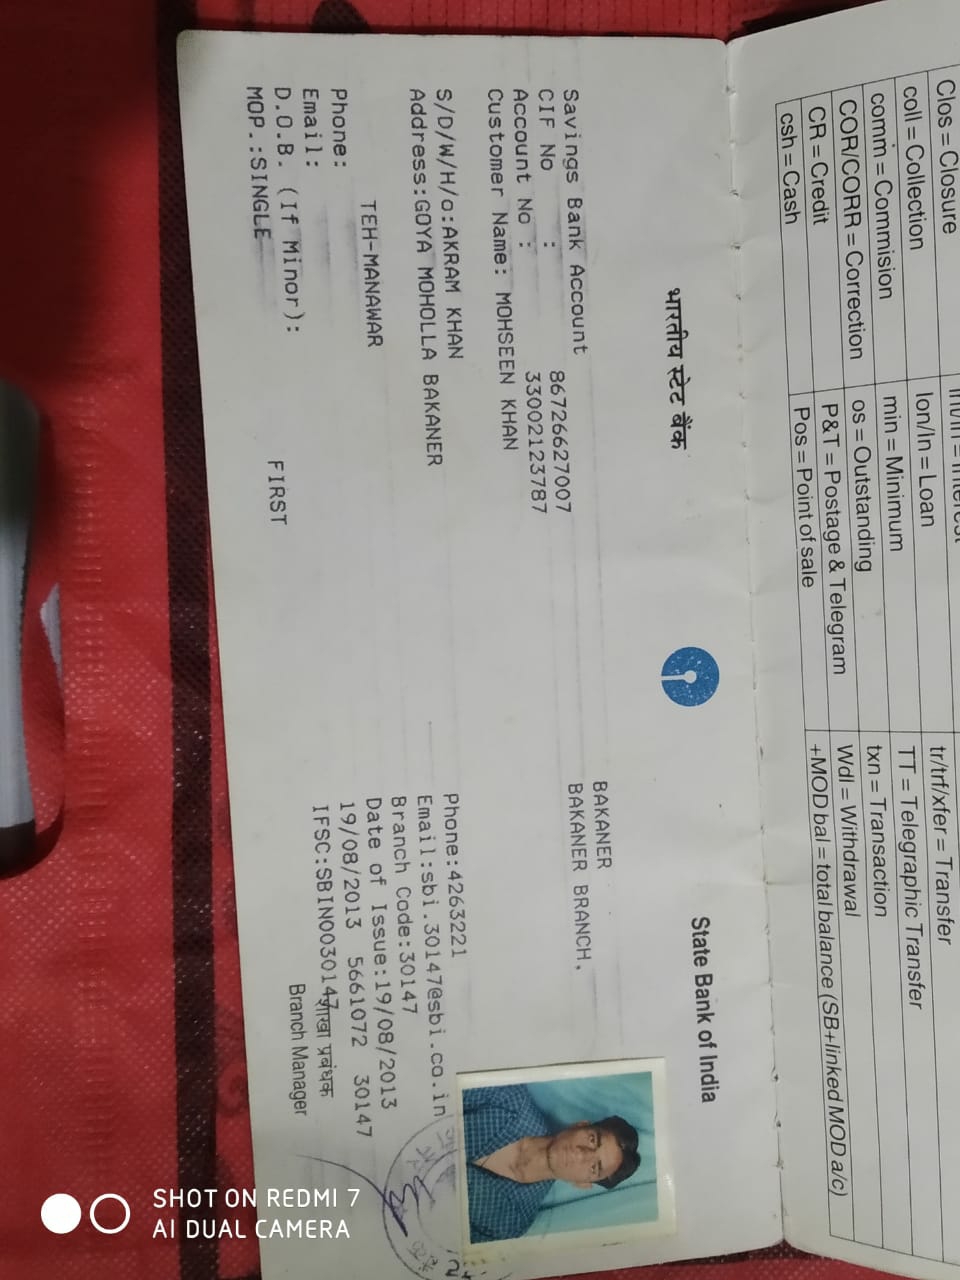 Clos = Closure
coll = Collection
comm = Commision
COR/CORR = Correction
CR = Credit
csh = Cash
lon/ln = Loan
min = Minimum
os = Outstanding
P&T = Postage & Telegram
Pos = Point of sale
tr/trf/xfer = Transfer
TT = Telegraphic Transfer
txn = Transaction
Wdl = Withdrawal
+MOD bal = total balance (SB+linked MOD a/c)
भारतीय स्टेट बैंक
State Bank of India
BAKANER
BAKANER BRANCH,
Savings Bank Account
CIF No : 86726627007
Account No : 33002123787
Customer Name: MOHSEEN KHAN
S/D/W/H/o:AKRAM KHAN
Address:GOYA MOHOLLA BAKANER
TEH-MANAWAR
Phone:
Email:
D.O.B. (If Minor):
MOP.:SINGLE
FIRST
Phone:4263221
Email:sbi.30147@sbi.co.in
Branch Code:30147
Date of Issue:19/08/2013
19/08/2013 5661072 30147
IFSC:SBIN0030147
शाखा प्रबंधक
Branch Manager
SHOT ON REDMI 7
AI DUAL CAMERA